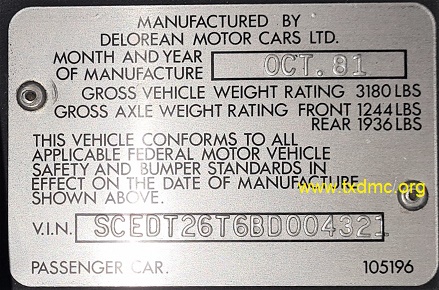 MANUFACTURED BY
DELOREAN MOTOR CARS LTD.
MONTH AND YEAR
OF MANUFACTURE OCT. 81
GROSS VEHICLE WEIGHT RATING 3180 LBS
GROSS AXLE WEIGHT RATING FRONT 1244 LBS
REAR 1936 LBS
THIS VEHICLE CONFORMS TO ALL
APPLICABLE FEDERAL MOTOR VEHICLE
SAFETY AND BUMPER STANDARDS IN
EFFECT ON THE DATE OF MANUFACTURE
SHOWN ABOVE.
www.txdmc.org
V.I.N. SCEDT26T6BD004321
PASSENGER CAR. 105196